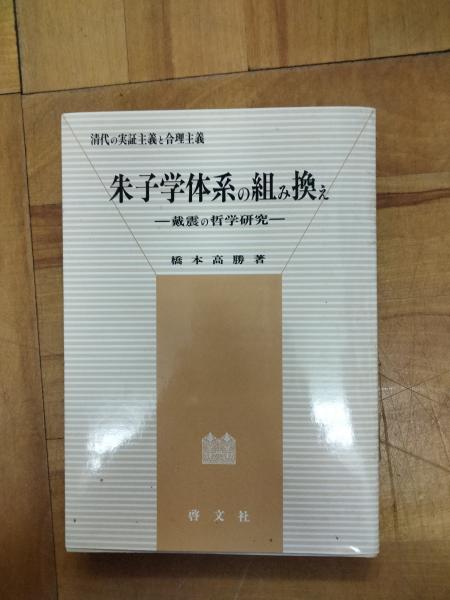 清代の実証主義と合理主義
朱子学体系の組み換え
―戴震の哲学研究―
橋本高勝著
啓文社